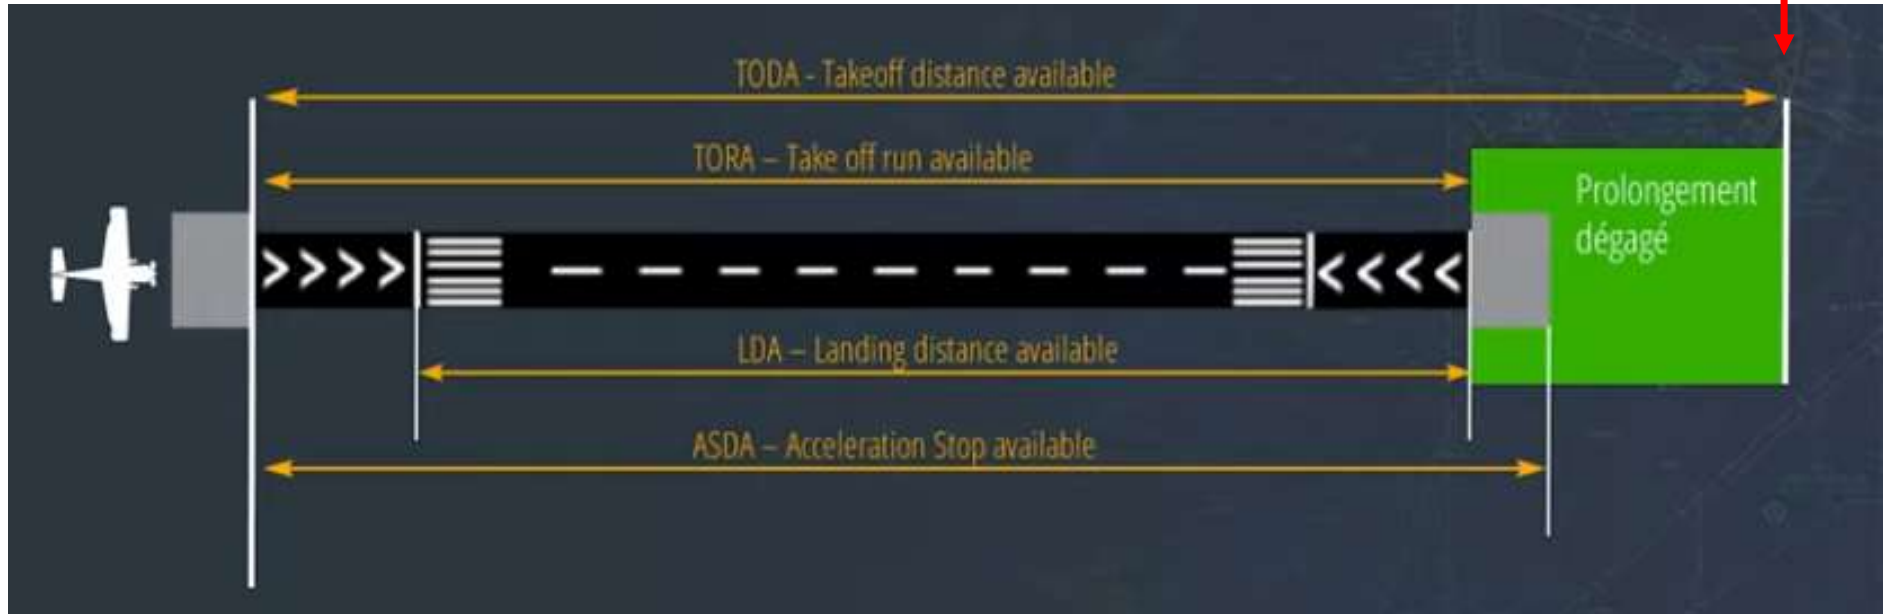 TODA - Takeoff distance available
TORA – Take off run available
Prolongement
dégagé
LDA – Landing distance available
ASDA – Acceleration Stop available